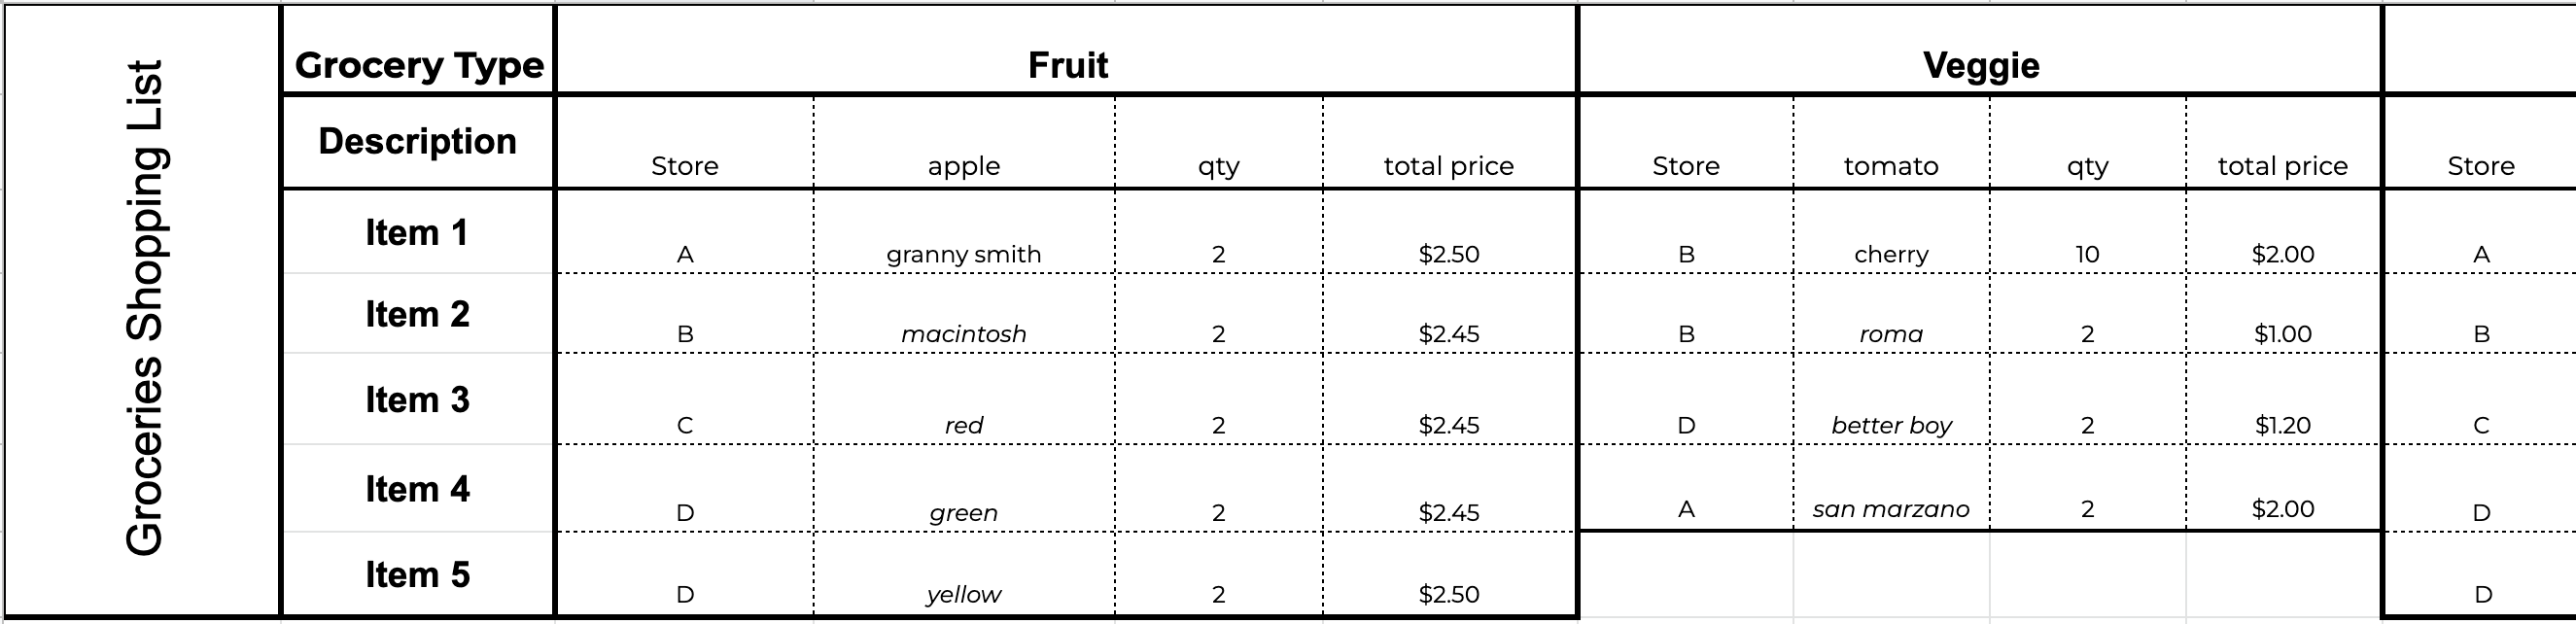 Groceries Shopping List
Grocery Type Fruit Veggie
Description Store apple qty total price Store tomato qty total price Store
Item 1 A granny smith 2 $2.50 B cherry 10 $2.00 A
Item 2 B macintosh 2 $2.45 B roma 2 $1.00 B
Item 3 C red 2 $2.45 D better boy 2 $1.20 C
Item 4 D green 2 $2.45 A san marzano 2 $2.00 D
Item 5 D yellow 2 $2.50 D